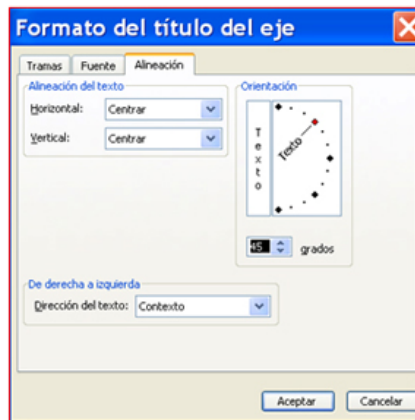 Formato del título del eje
Tramas Fuente Alineación
Alineación del texto
Horizontal: Centrar
Vertical: Centrar
Orientación
Texto
Texto
45 grados
De derecha a izquierda
Dirección del texto: Contexto
Aceptar Cancelar